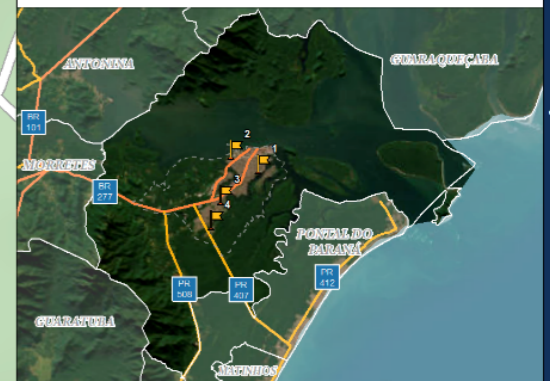 ANTONINA
GUARAQUEÇABA
BR
101
2
1
MORRETES
BR
277
3
4
PONTAL DO
PARANÁ
PR
508
PR
407
PR
412
GUARATUBA
MATINHOS